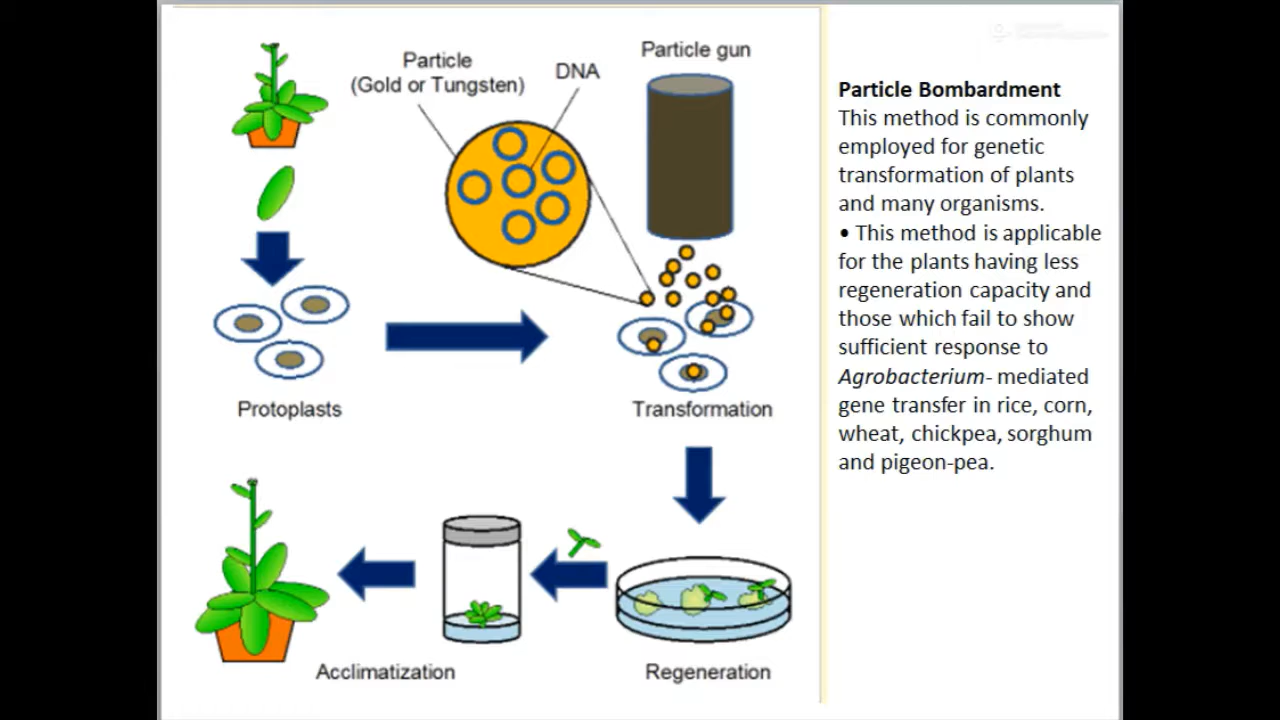 Particle
(Gold or Tungsten)
DNA
Particle gun
Protoplasts
Transformation
Acclimatization
Regeneration
Particle Bombardment
This method is commonly
employed for genetic
transformation of plants
and many organisms.
• This method is applicable
for the plants having less
regeneration capacity and
those which fail to show
sufficient response to
Agrobacterium- mediated
gene transfer in rice, corn,
wheat, chickpea, sorghum
and pigeon-pea.